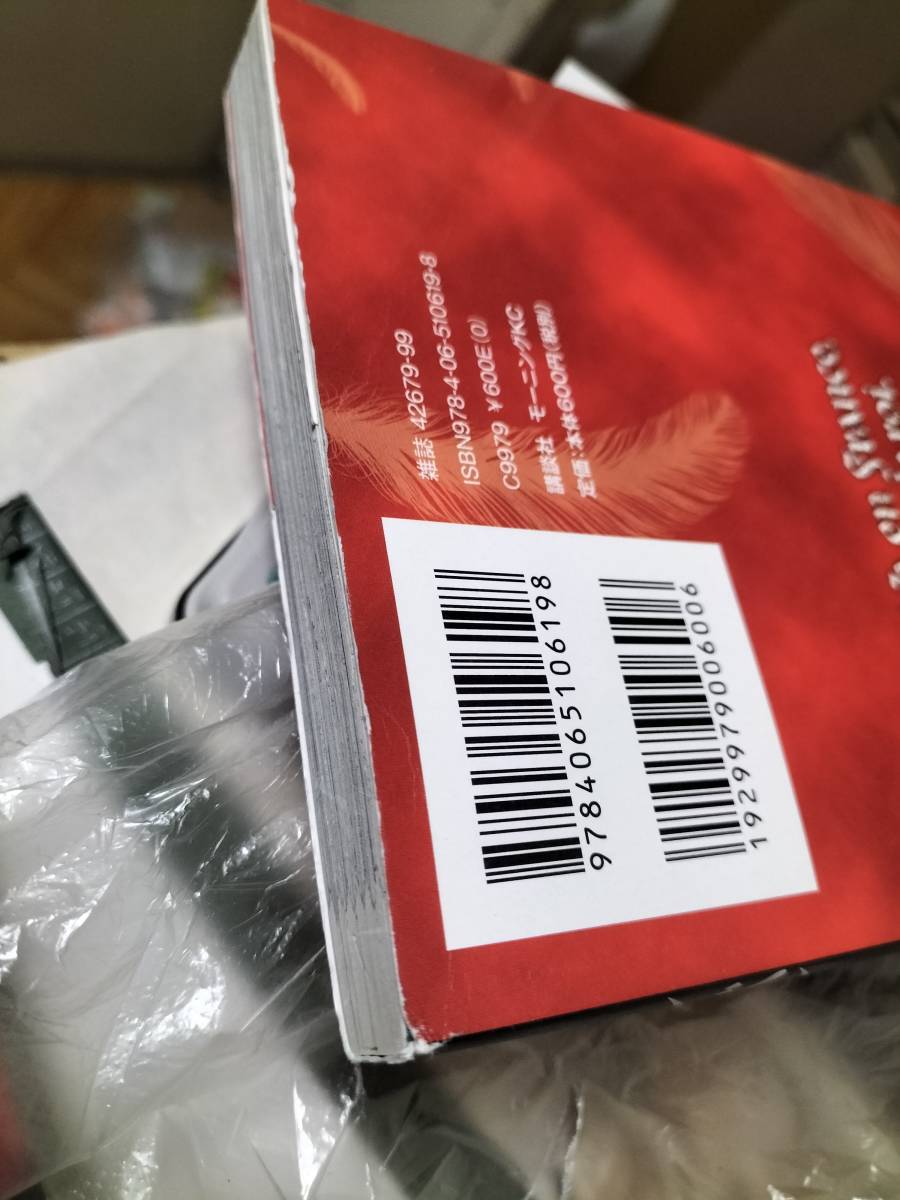 雑誌 42679-99
ISBN978-4-06-510619-8
C9979 ¥600E(0)
講談社 モーニングKC
定価:本体600円(税別)
9784065106198
1929979006006